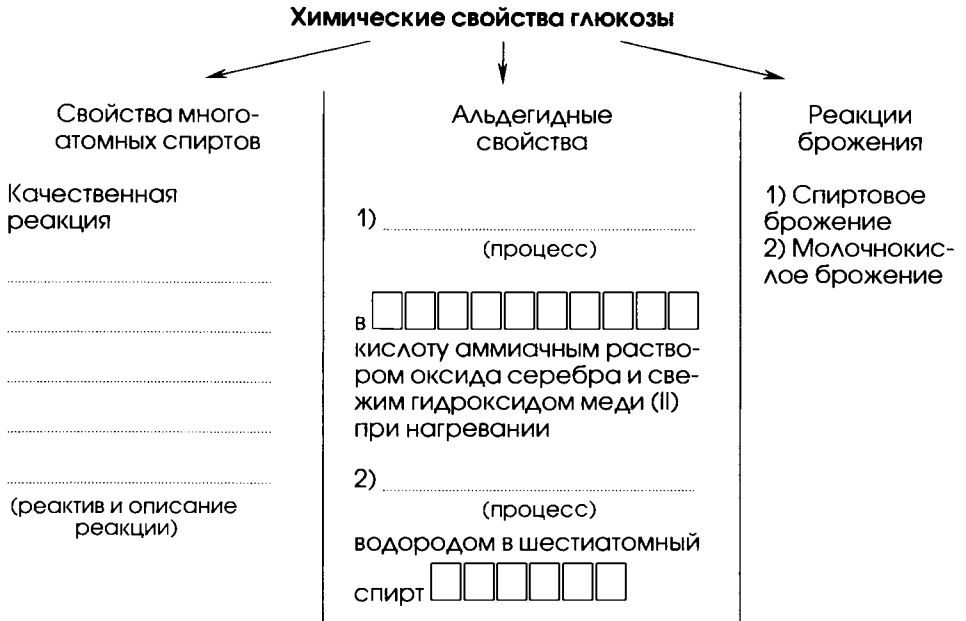 Химические свойства глюкозы
Свойства много-
атомных спиртов
Качественная
реакция
(реактив и описание
реакции)
Альдегидные
свойства
1)
(процесс)
в
кислоту аммиачным раство-
ром оксида серебра и све-
жим гидроксидом меди (II)
при нагревании
2)
(процесс)
водородом в шестиатомный
спирт
Реакции
брожения
1) Спиртовое
брожение
2) Молочнокис-
лое брожение